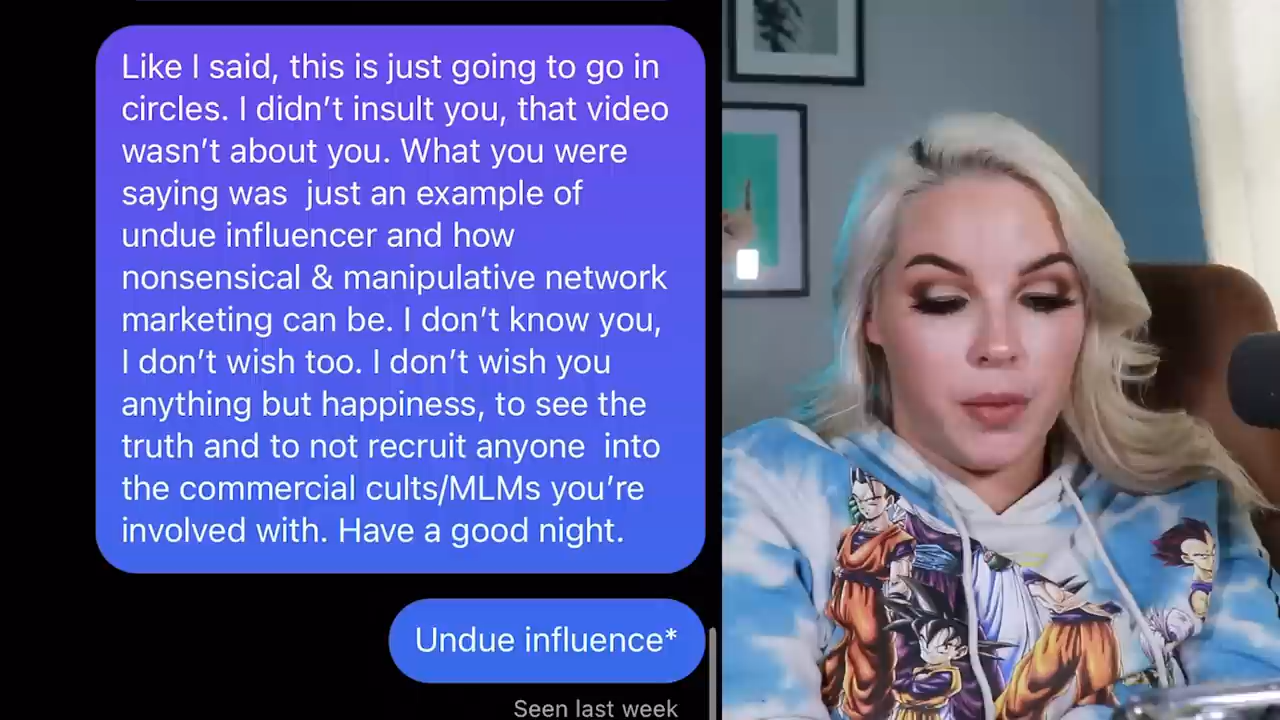 Like I said, this is just going to go in
circles. I didn't insult you, that video
wasn't about you. What you were
saying was  just an example of
undue influencer and how
nonsensical & manipulative network
marketing can be. I don't know you,
I don't wish too. I don't wish you
anything but happiness, to see the
truth and to not recruit anyone  into
the commercial cults/MLMs you're
involved with. Have a good night.
Undue influence*
Seen last week